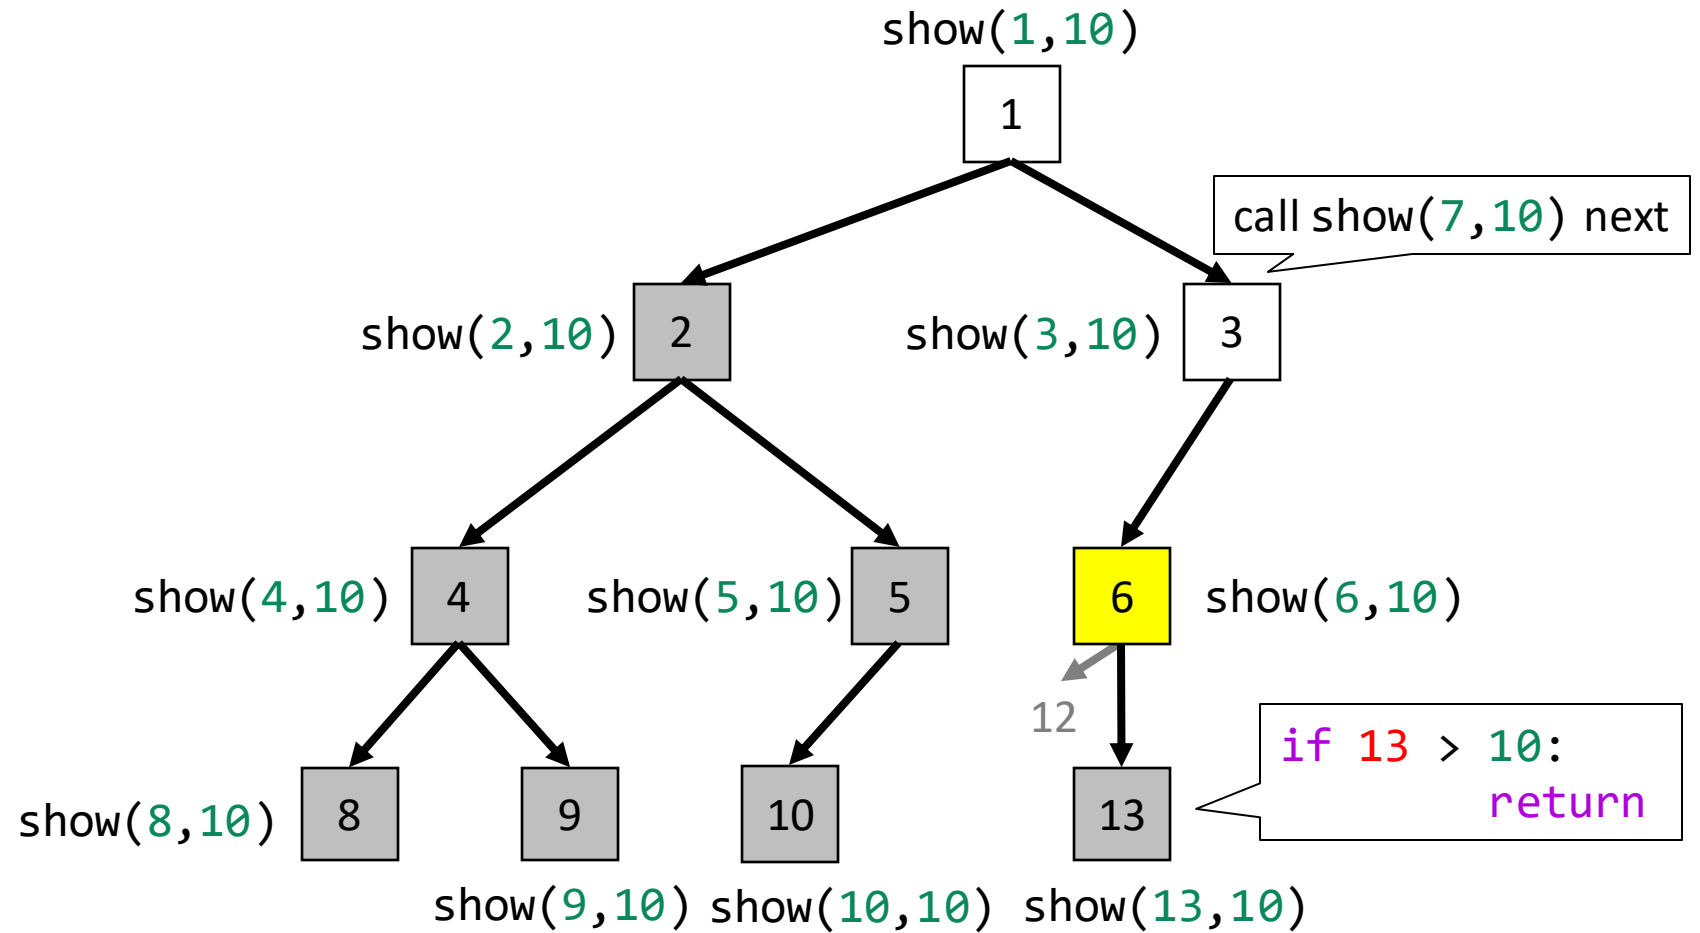 show(1,10)
1
call show(7,10) next
show(2,10)
2
show(3,10)
3
show(4,10)
4
show(5,10)
5
6
show(6,10)
12
if 13 > 10:
return
show(8,10)
8
9
10
13
show(9,10)
show(10,10)
show(13,10)